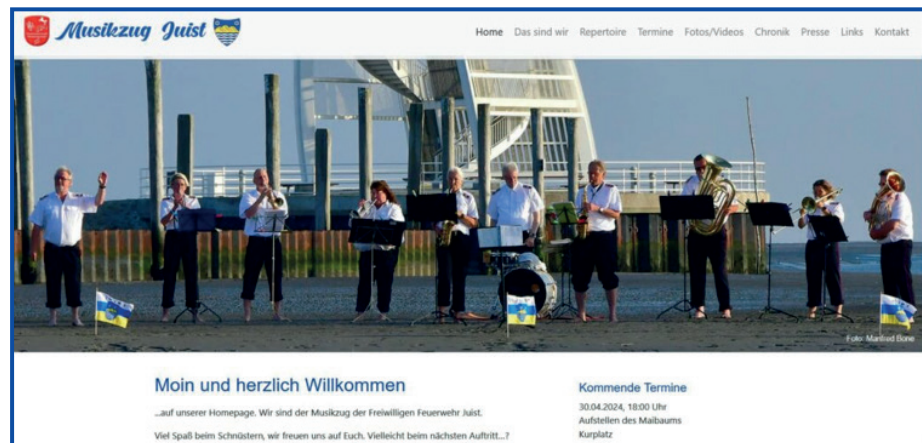 Musikzug Juist
Home Das sind wir Repertoire Termine Fotos/Videos Chronik Presse Links Kontakt
Foto: Manfred Bone
Moin und herzlich Willkommen
...auf unserer Homepage. Wir sind der Musikzug der Freiwilligen Feuerwehr Juist.
Viel Spaß beim Schnüstern, wir freuen uns auf Euch. Vielleicht beim nächsten Auftritt...?
Kommende Termine
30.04.2024, 18:00 Uhr
Aufstellen des Maibaums
Kurplatz